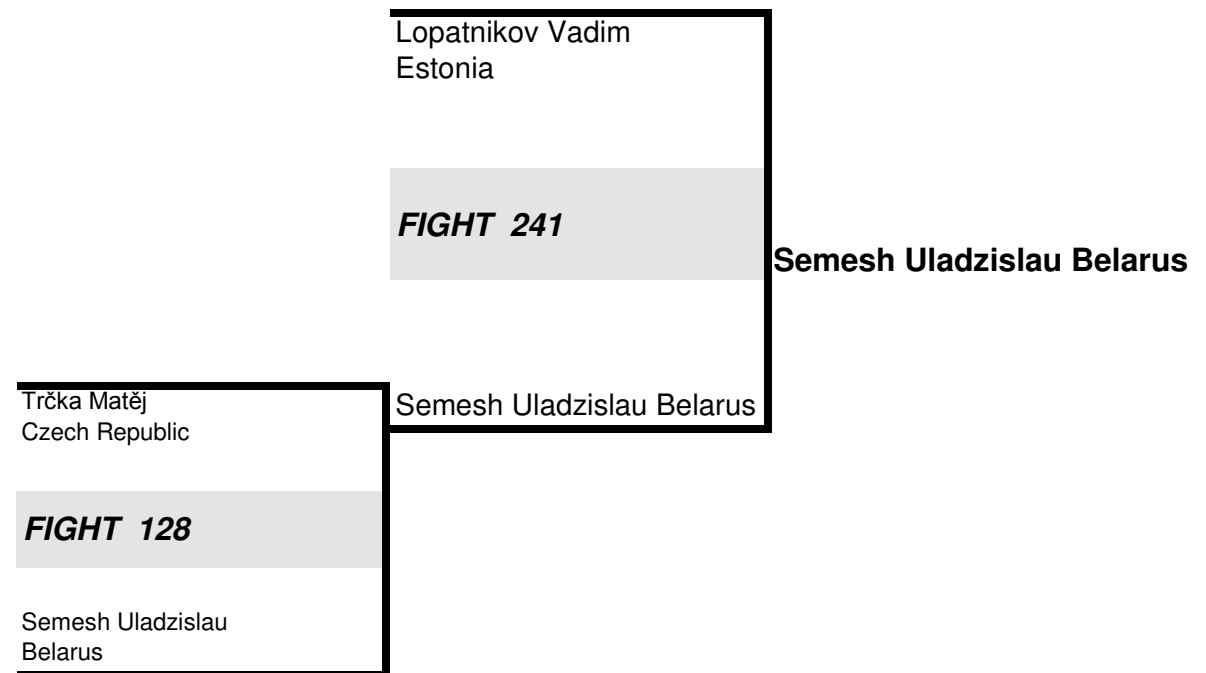 Lopatnikov Vadim
Estonia
FIGHT 241
Semesh Uladzislau Belarus
Semesh Uladzislau Belarus
Trčka Matěj
Czech Republic
FIGHT 128
Semesh Uladzislau
Belarus